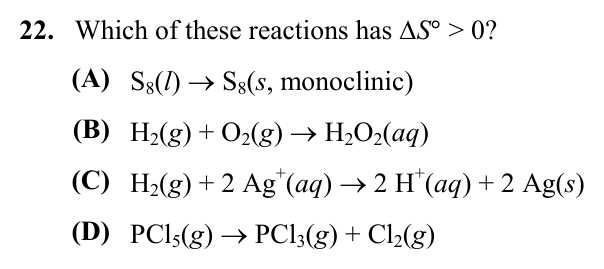 22. Which of these reactions has ΔS° > 0?
(A) S₈(l) → S₈(s, monoclinic)
(B) H₂(g) + O₂(g) → H₂O₂(aq)
(C) H₂(g) + 2 Ag⁺(aq) → 2 H⁺(aq) + 2 Ag(s)
(D) PCl₅(g) → PCl₃(g) + Cl₂(g)